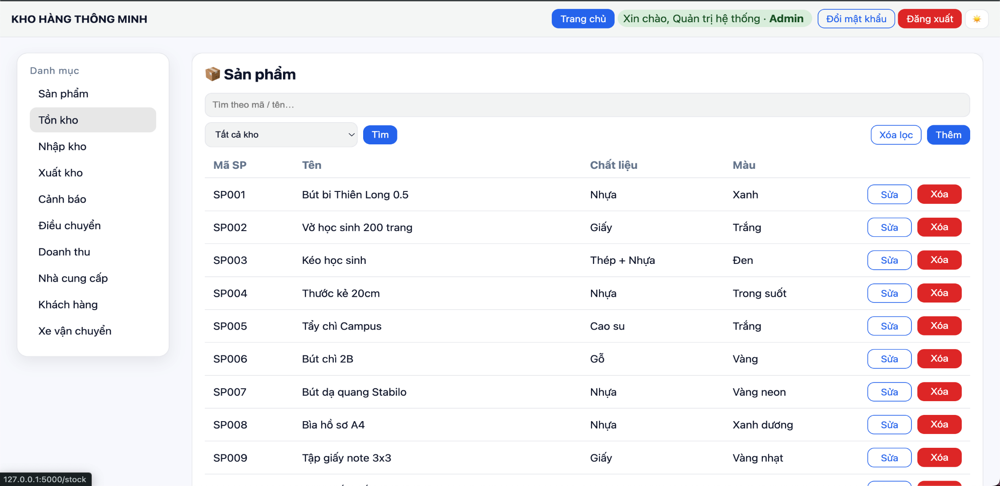 KHO HÀNG THÔNG MINH
Trang chủ
Xin chào, Quản trị hệ thống · Admin
Đổi mật khẩu
Đăng xuất
Danh mục
Sản phẩm
Tồn kho
Nhập kho
Xuất kho
Cảnh báo
Điều chuyển
Doanh thu
Nhà cung cấp
Khách hàng
Xe vận chuyển
Sản phẩm
Tìm theo mã / tên...
Tất cả kho
Tìm
Xóa lọc
Thêm
Mã SP Tên Chất liệu Màu
SP001 Bút bi Thiên Long 0.5 Nhựa Xanh Sửa Xóa
SP002 Vở học sinh 200 trang Giấy Trắng Sửa Xóa
SP003 Kéo học sinh Thép + Nhựa Đen Sửa Xóa
SP004 Thước kẻ 20cm Nhựa Trong suốt Sửa Xóa
SP005 Tẩy chì Campus Cao su Trắng Sửa Xóa
SP006 Bút chì 2B Gỗ Vàng Sửa Xóa
SP007 Bút dạ quang Stabilo Nhựa Vàng neon Sửa Xóa
SP008 Bìa hồ sơ A4 Nhựa Xanh dương Sửa Xóa
SP009 Tập giấy note 3x3 Giấy Vàng nhạt Sửa Xóa
127.0.0.1:5000/stock